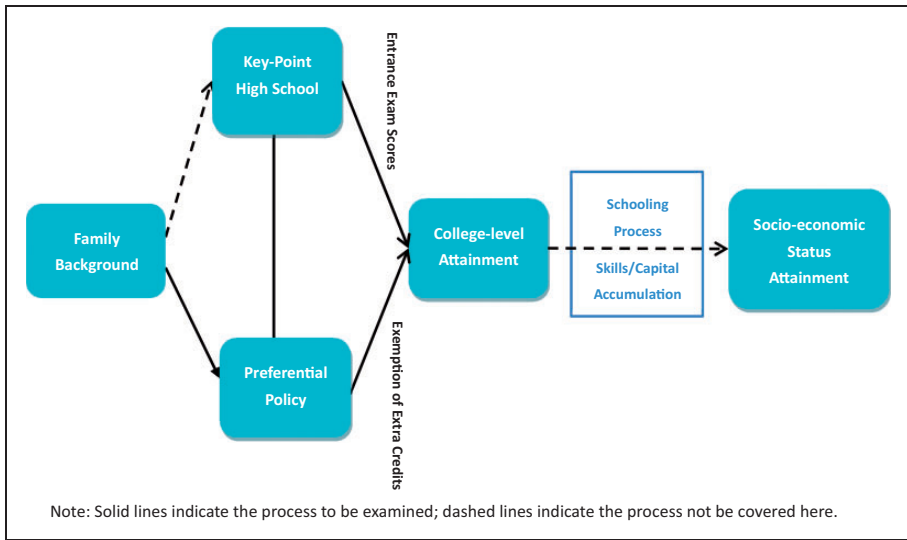 Key-Point
High School
Entrance Exam Scores
Family
Background
College-level
Attainment
Schooling
Process
Skills/Capital
Accumulation
Socio-economic
Status
Attainment
Preferential
Policy
Exemption of Extra Credits
Note: Solid lines indicate the process to be examined; dashed lines indicate the process not be covered here.